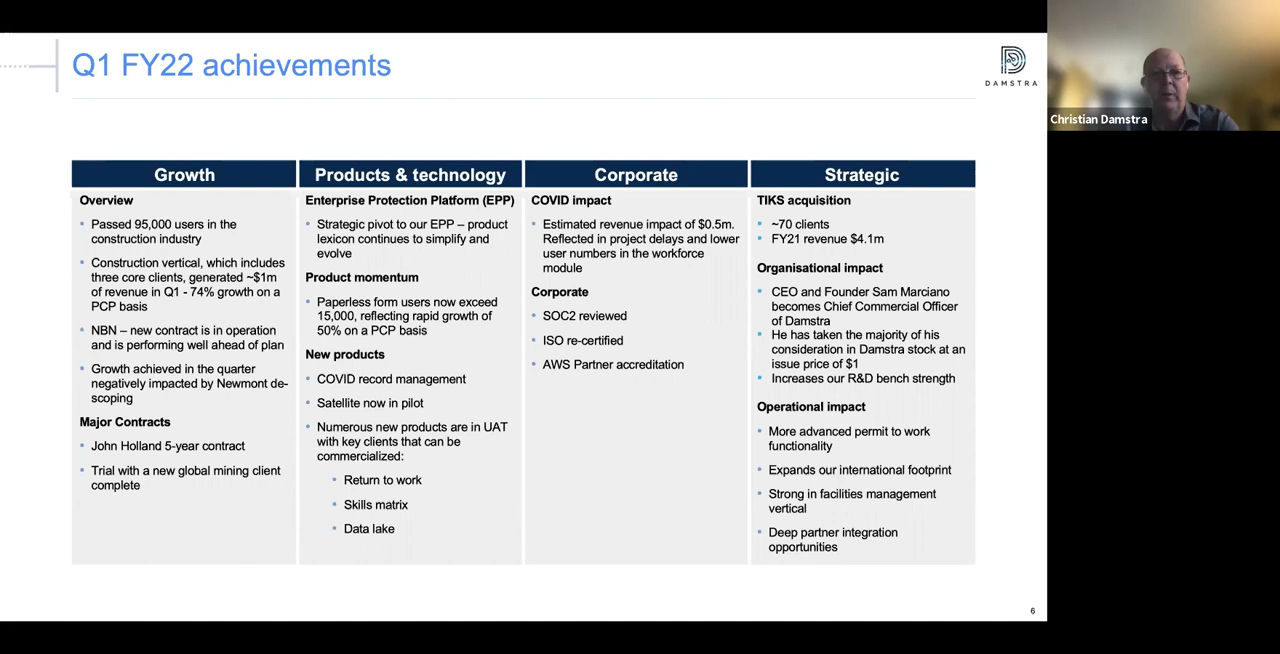 Q1 FY22 achievements
DAMSTRA
Christian Damstra
Growth
Overview
• Passed 95,000 users in the
construction industry
• Construction vertical, which includes
three core clients, generated ~$1m
of revenue in Q1 - 74% growth on a
PCP basis
• NBN – new contract is in operation
and is performing well ahead of plan
• Growth achieved in the quarter
negatively impacted by Newmont de-
scoping
Major Contracts
• John Holland 5-year contract
• Trial with a new global mining client
complete
Products & technology
Enterprise Protection Platform (EPP)
• Strategic pivot to our EPP – product
lexicon continues to simplify and
evolve
Product momentum
• Paperless form users now exceed
15,000, reflecting rapid growth of
50% on a PCP basis
New products
• COVID record management
• Satellite now in pilot
• Numerous new products are in UAT
with key clients that can be
commercialized:
• Return to work
• Skills matrix
• Data lake
Corporate
COVID impact
• Estimated revenue impact of $0.5m.
Reflected in project delays and lower
user numbers in the workforce
module
Corporate
• SOC2 reviewed
• ISO re-certified
• AWS Partner accreditation
Strategic
TIKS acquisition
• ~70 clients
• FY21 revenue $4.1m
Organisational impact
• CEO and Founder Sam Marciano
becomes Chief Commercial Officer
of Damstra
• He has taken the majority of his
consideration in Damstra stock at an
issue price of $1
• Increases our R&D bench strength
Operational impact
• More advanced permit to work
functionality
• Expands our international footprint
• Strong in facilities management
vertical
• Deep partner integration
opportunities
6